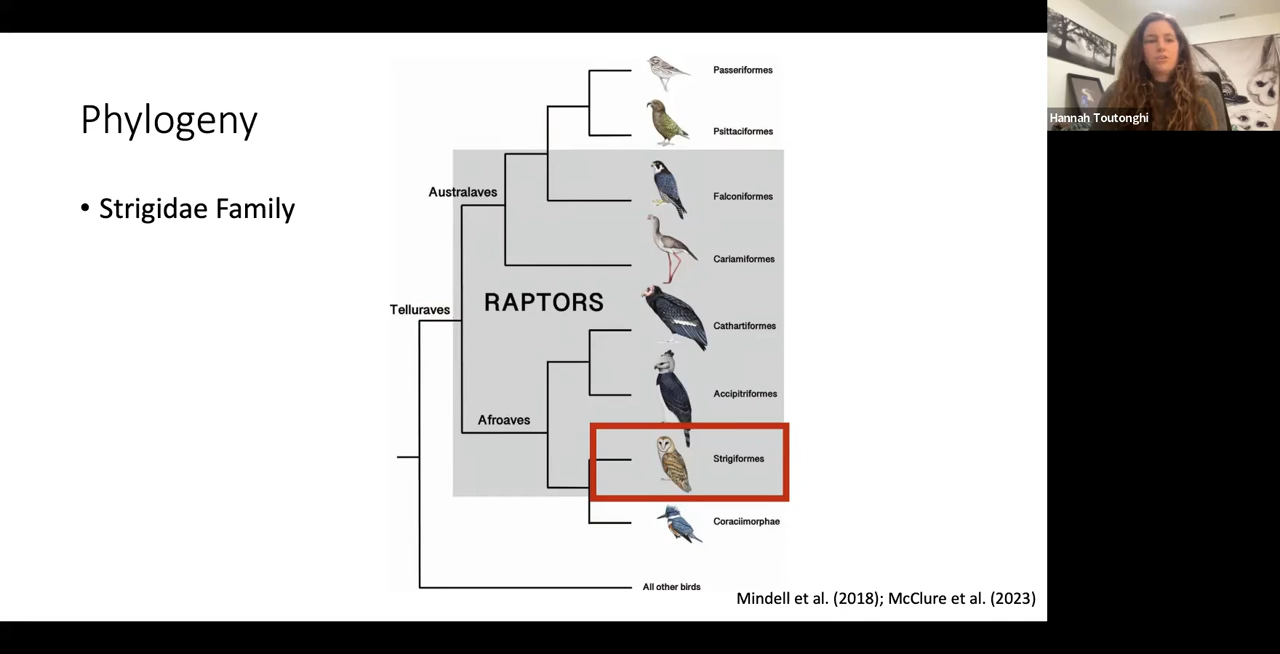 Phylogeny
• Strigidae Family
Passeriformes
Psittaciformes
Australaves
Falconiformes
Cariamiformes
Telluraves
RAPTORS
Cathartiformes
Accipitriformes
Afroaves
Strigiformes
Coraciimorphae
All other birds
Mindell et al. (2018); McClure et al. (2023)
Hannah Toutonghi